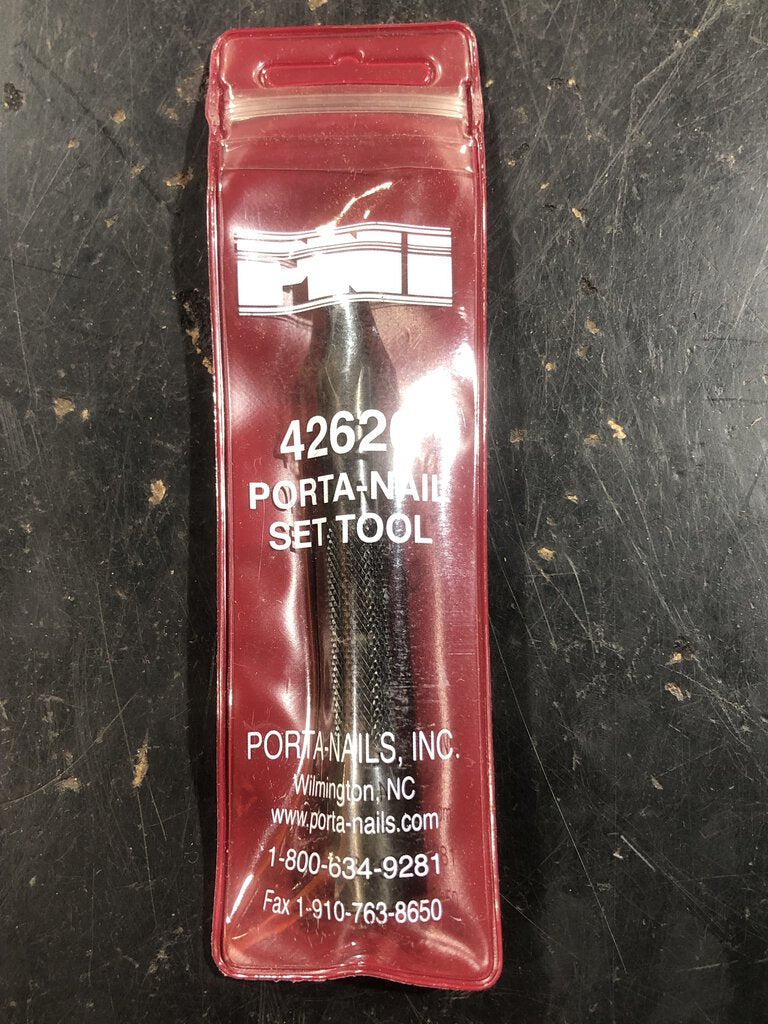 PNI
PORTA-NAIL
SET TOOL
PORTA-NAILS, INC.
Wilmington, NC
www.porta-nails.com
1-800-634-9281
Fax 1-910-763-8650